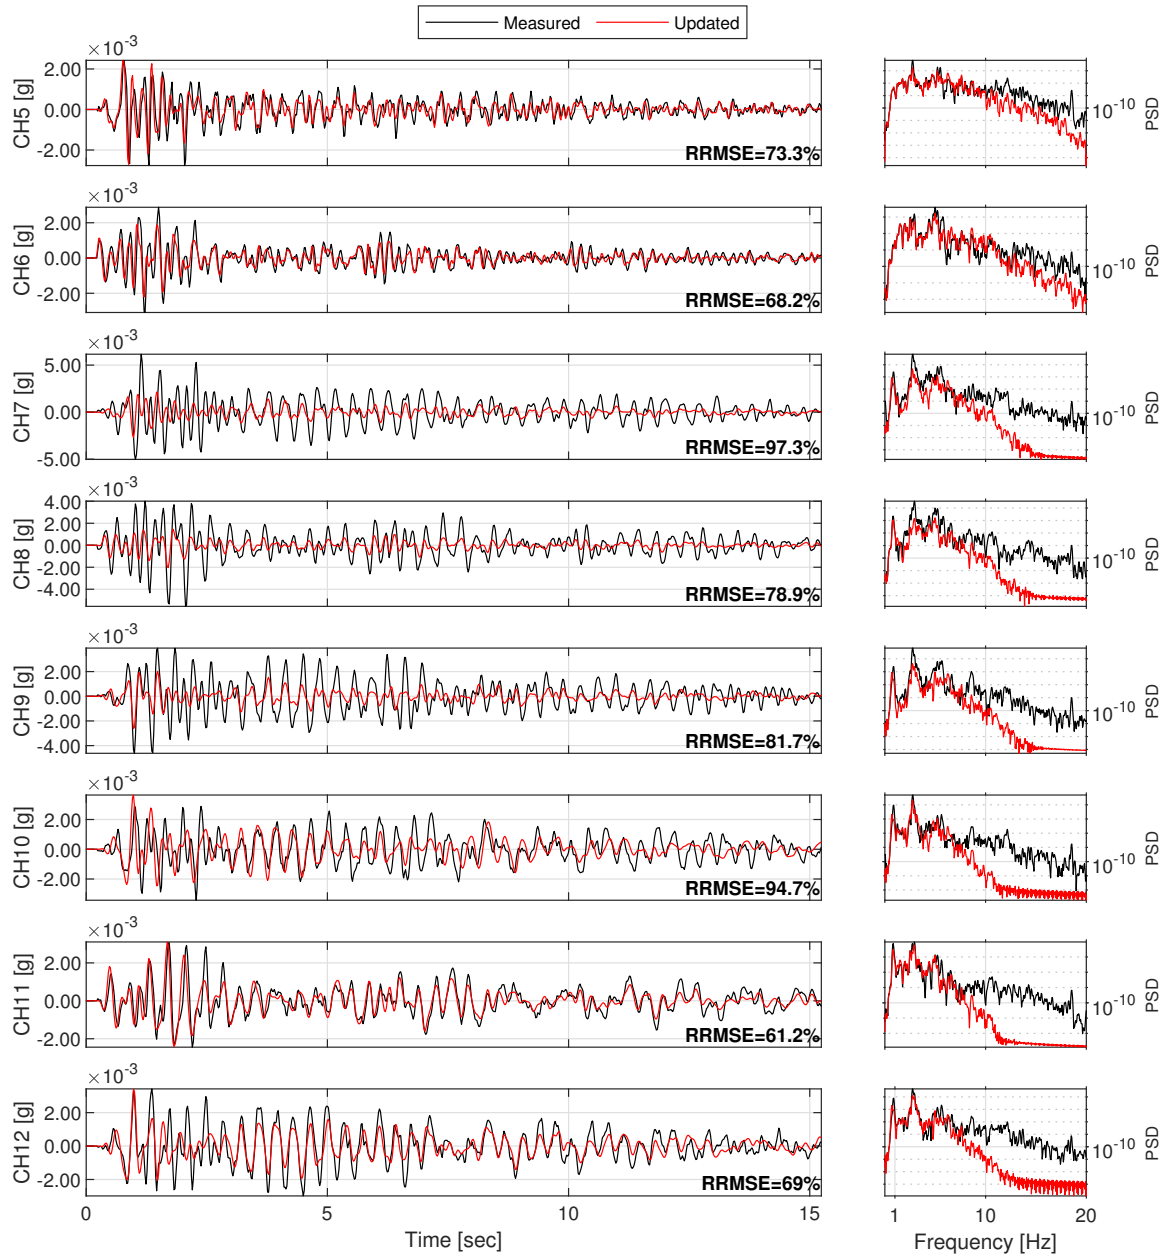 Measured Updated
×10-3
2.00
0.00
-2.00
CH5 [g]
RRMSE=73.3%
10-10
PSD
×10-3
2.00
0.00
-2.00
CH6 [g]
RRMSE=68.2%
10-10
PSD
×10-3
5.00
0.00
-5.00
CH7 [g]
RRMSE=97.3%
10-10
PSD
×10-3
4.00
2.00
0.00
-2.00
-4.00
CH8 [g]
RRMSE=78.9%
10-10
PSD
×10-3
2.00
0.00
-2.00
-4.00
CH9 [g]
RRMSE=81.7%
10-10
PSD
×10-3
2.00
0.00
-2.00
CH10 [g]
RRMSE=94.7%
10-10
PSD
×10-3
2.00
0.00
-2.00
CH11 [g]
RRMSE=61.2%
10-10
PSD
×10-3
2.00
0.00
-2.00
CH12 [g]
RRMSE=69%
10-10
PSD
0 5 10 15
Time [sec]
1 10 20
Frequency [Hz]